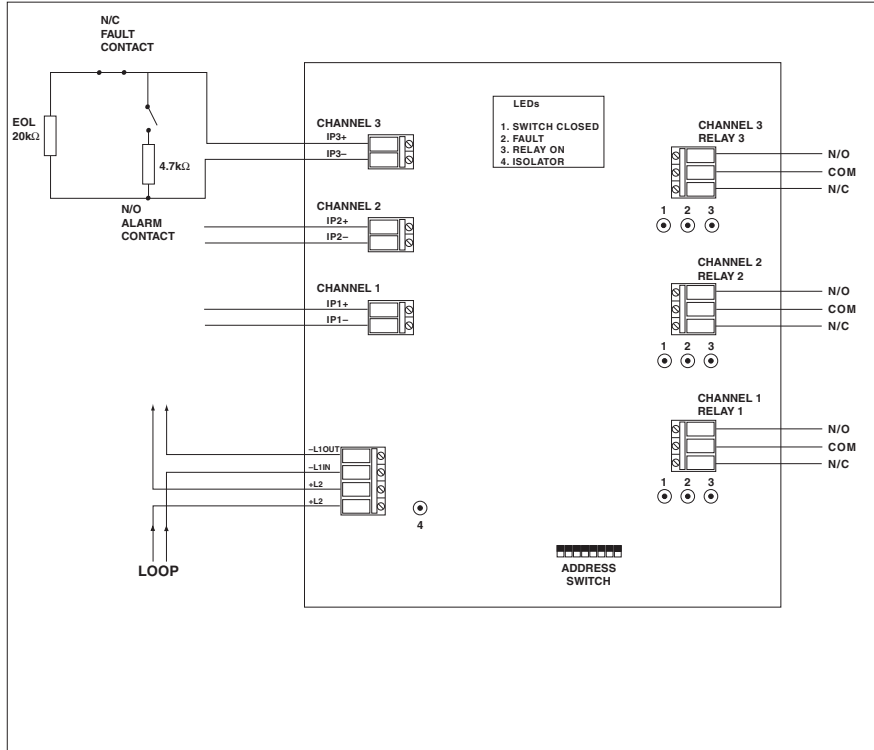 N/C
FAULT
CONTACT
EOL
20kΩ
4.7kΩ
N/O
ALARM
CONTACT
CHANNEL 3
IP3+
IP3–
CHANNEL 2
IP2+
IP2–
CHANNEL 1
IP1+
IP1–
–L1OUT
–L1IN
+L2
+L2
LOOP
4
LEDs
1. SWITCH CLOSED
2. FAULT
3. RELAY ON
4. ISOLATOR
CHANNEL 3
RELAY 3
N/O
COM
N/C
1 2 3
CHANNEL 2
RELAY 2
N/O
COM
N/C
1 2 3
CHANNEL 1
RELAY 1
N/O
COM
N/C
1 2 3
ADDRESS
SWITCH